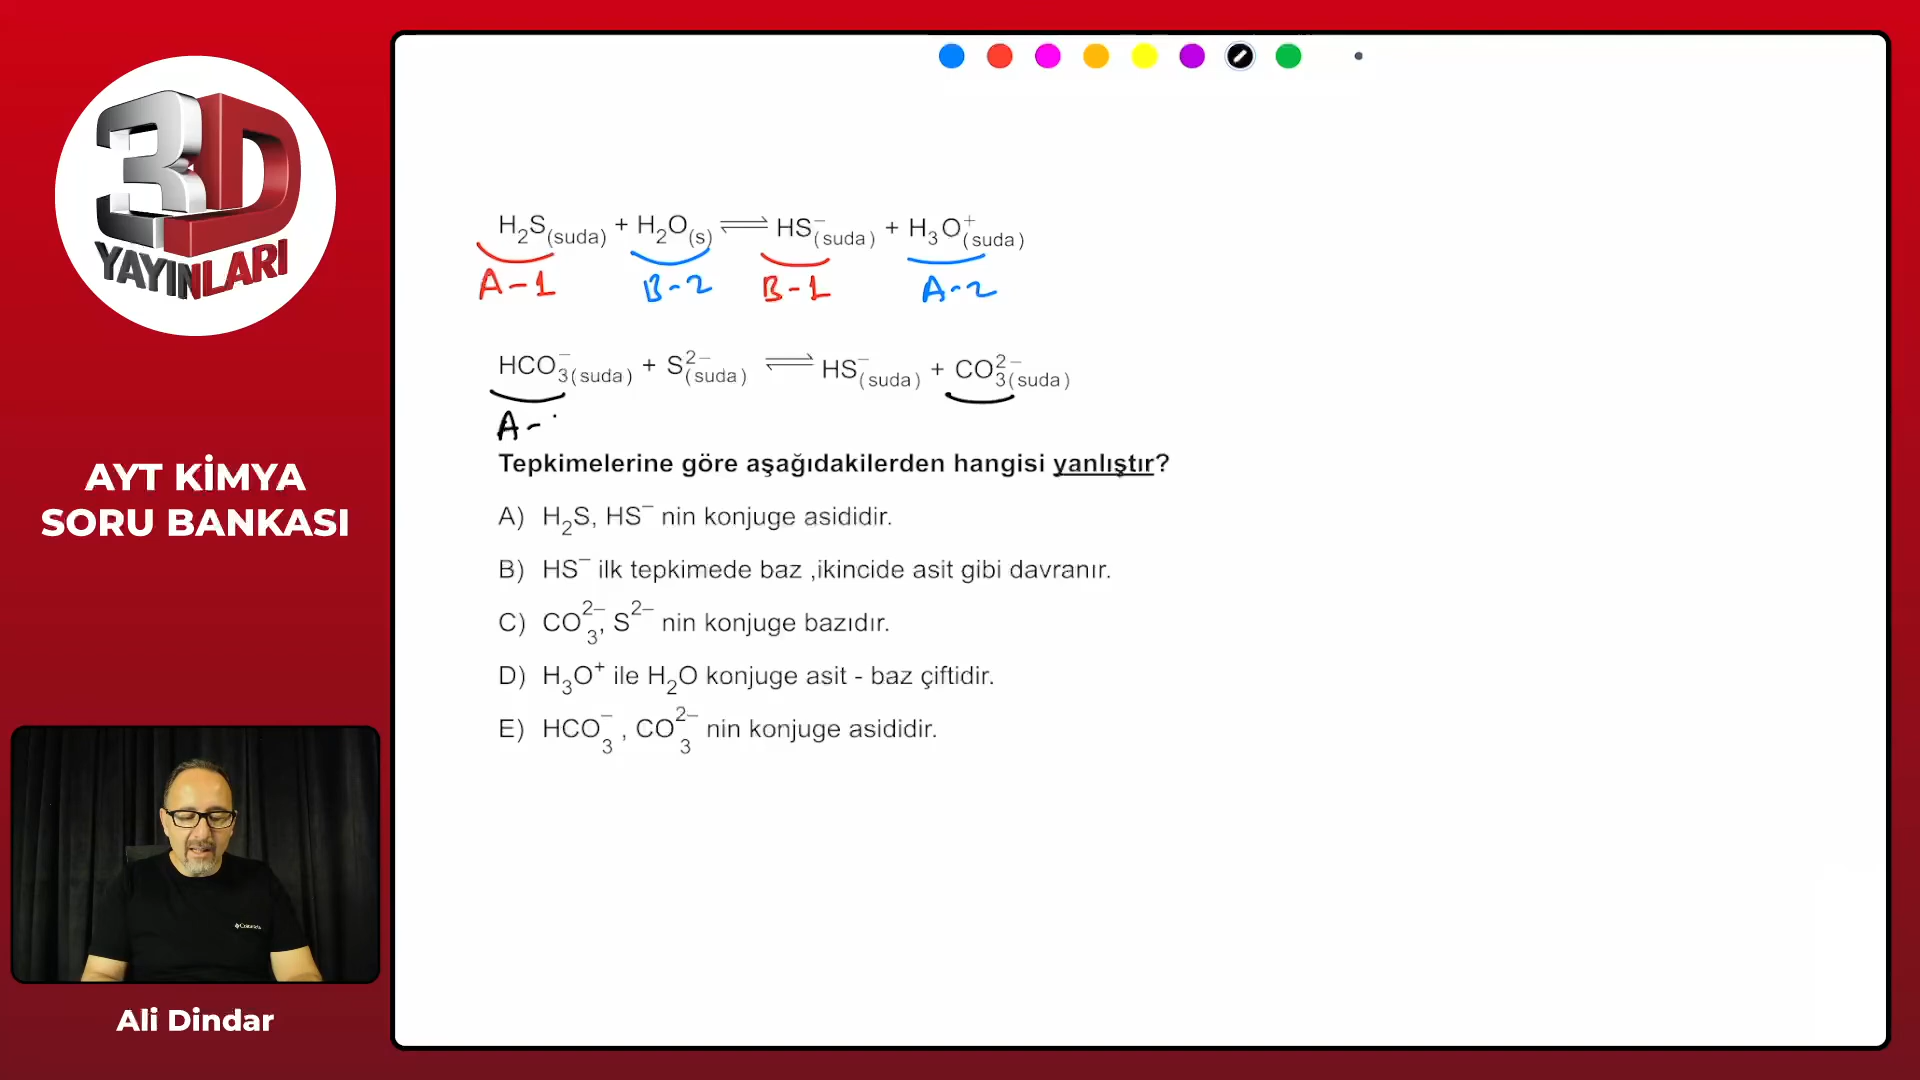 3D
YAYINLARI
AYT KİMYA
SORU BANKASI
Ali Dindar
H₂S(suda) + H₂O(s) ⇌ HS⁻(suda) + H₃O⁺(suda)
A-1 B-2 B-1 A-2
HCO₃⁻(suda) + S²⁻(suda) ⇌ HS⁻(suda) + CO₃²⁻(suda)
A-
Tepkimelerine göre aşağıdakilerden hangisi yanlıştır?
A) H₂S, HS⁻ nin konjuge asididir.
B) HS⁻ ilk tepkimede baz ,ikincide asit gibi davranır.
C) CO₃²⁻, S²⁻ nin konjuge bazıdır.
D) H₃O⁺ ile H₂O konjuge asit - baz çiftidir.
E) HCO₃⁻ , CO₃²⁻ nin konjuge asididir.